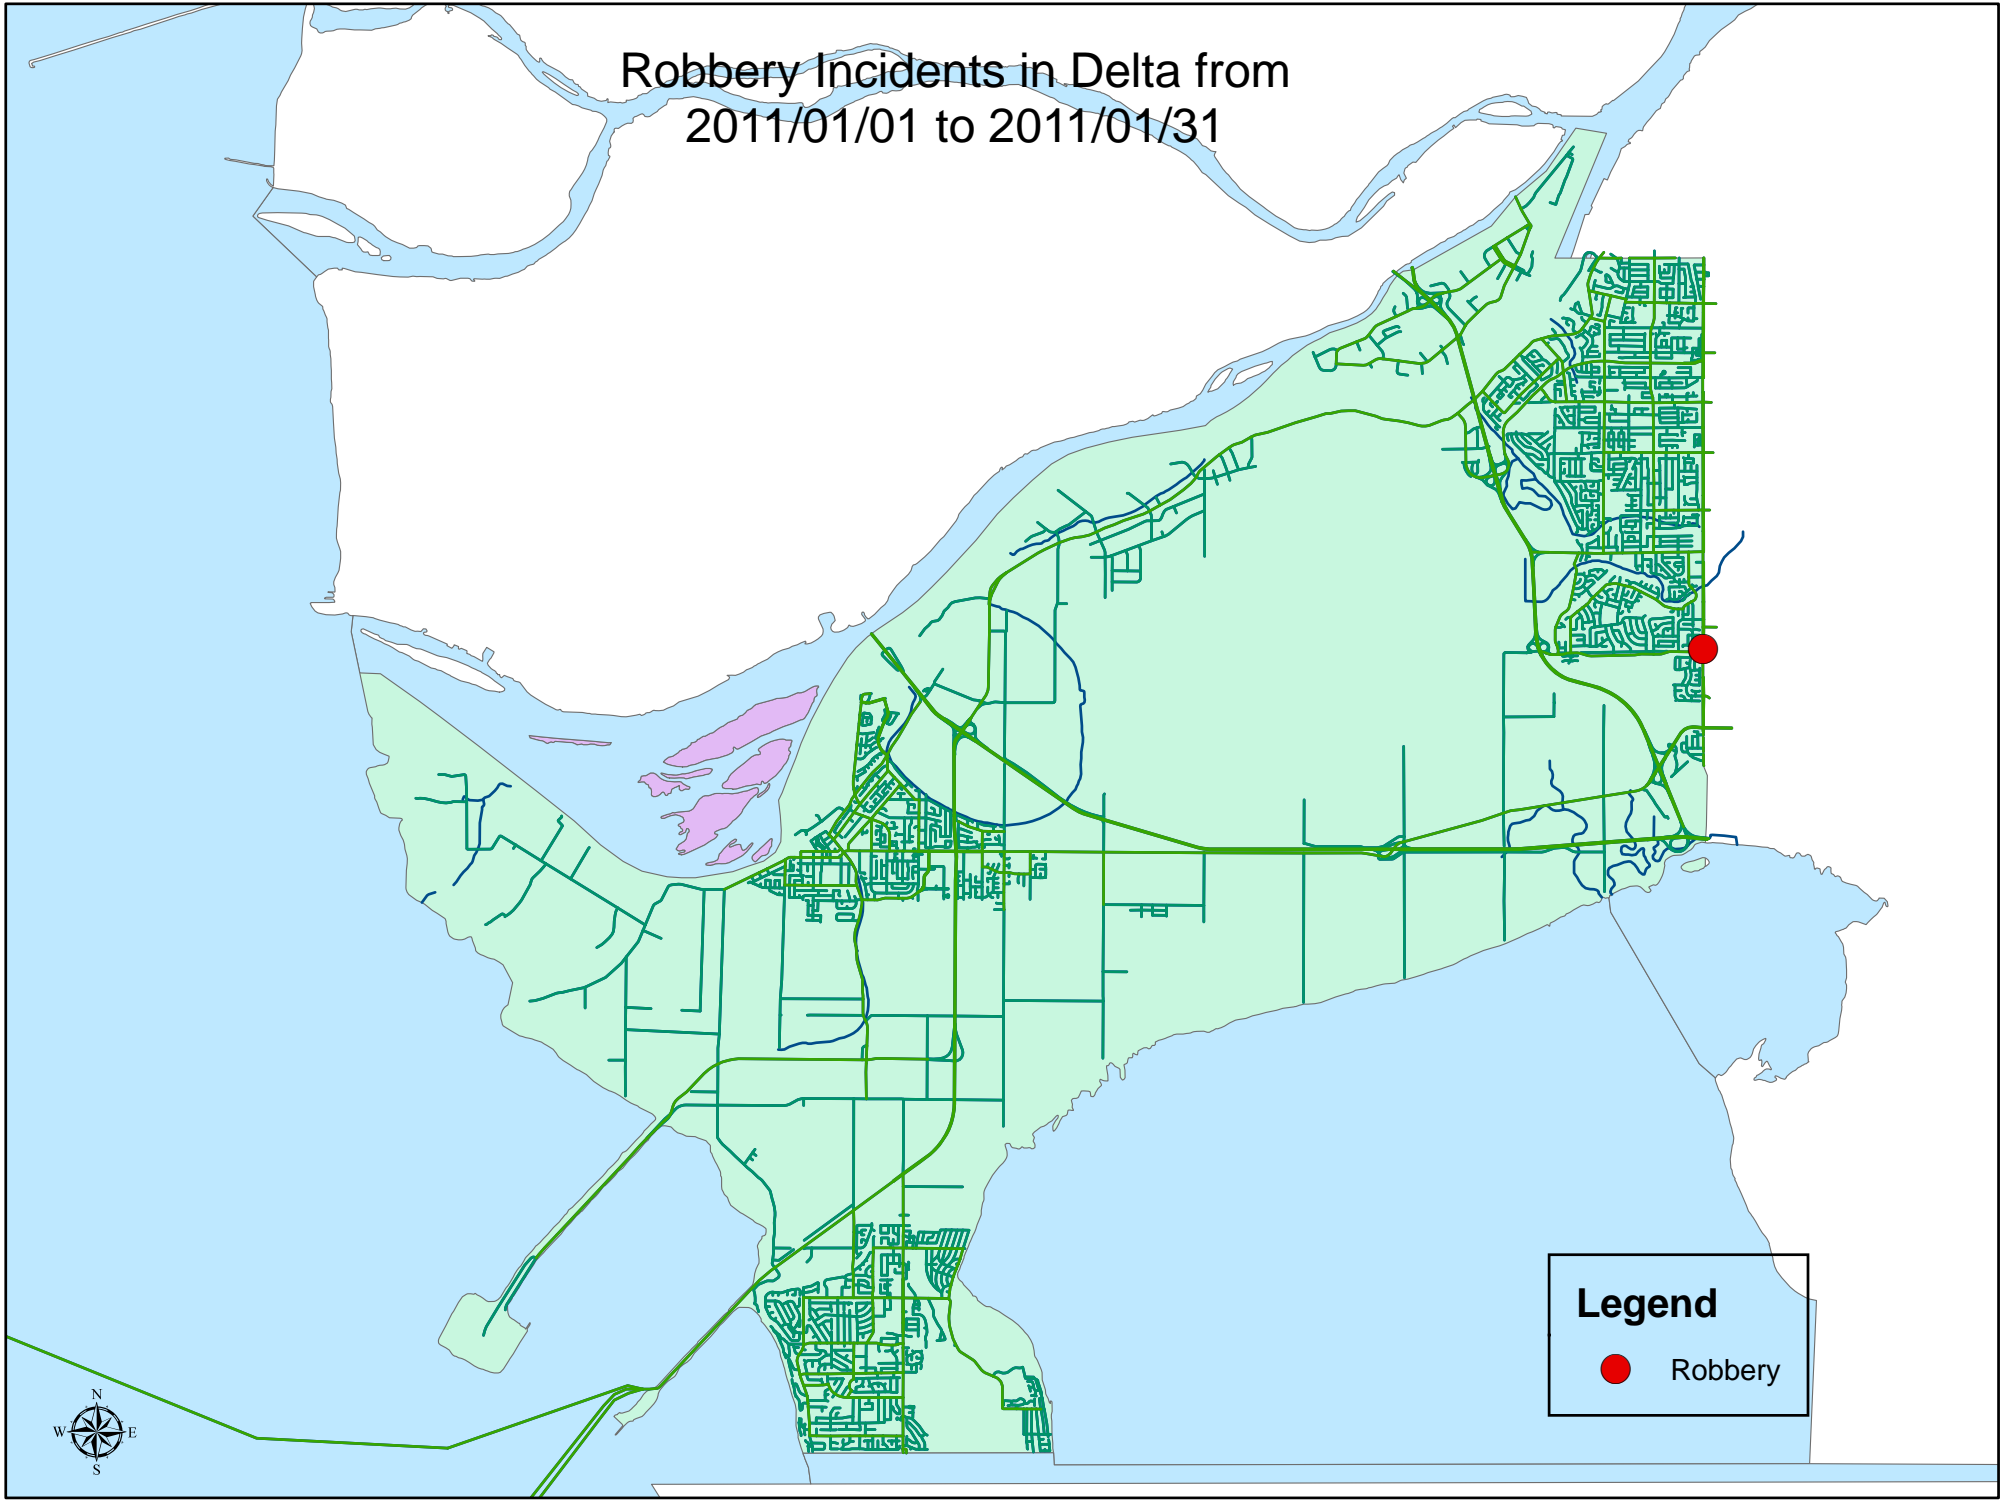 Robbery Incidents in Delta from
2011/01/01 to 2011/01/31
Legend
Robbery
N
W E
S